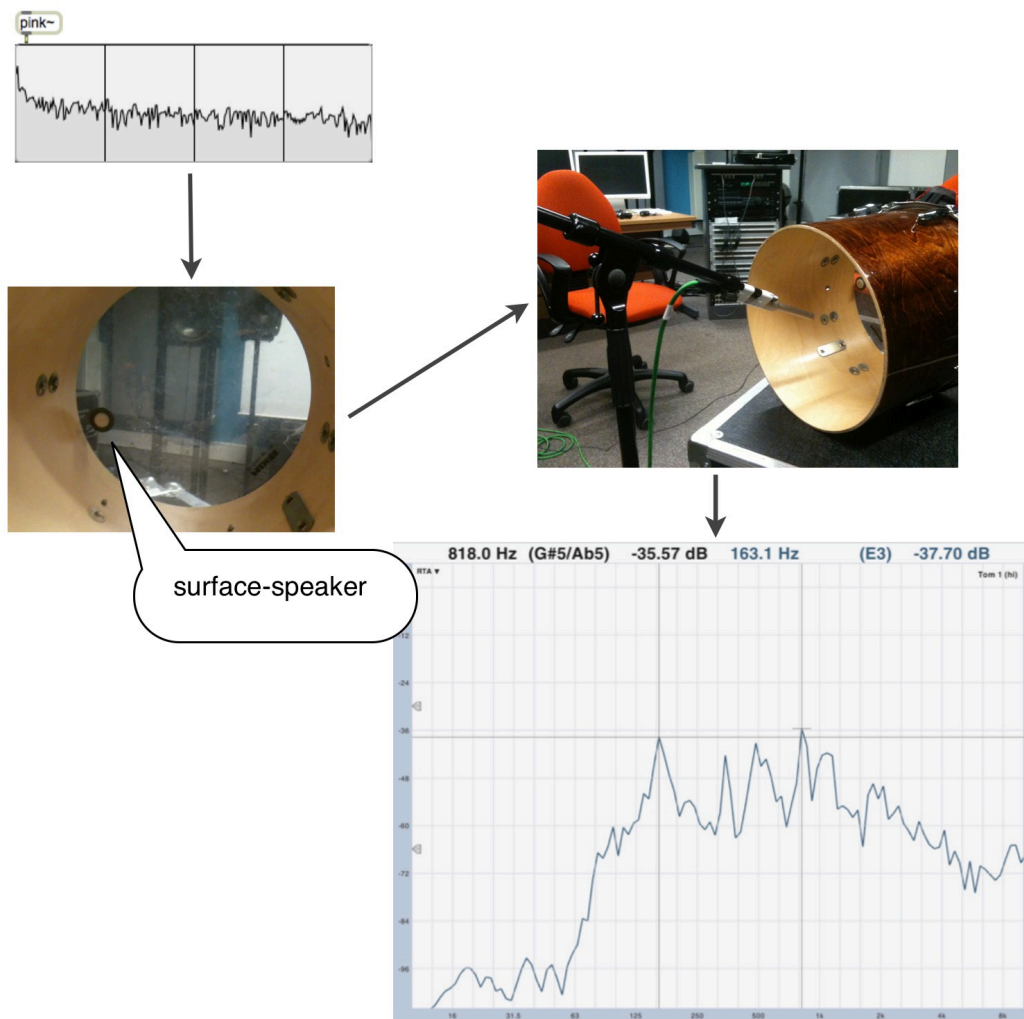 pink~
surface-speaker
818.0 Hz (G#5/Ab5) -35.57 dB 163.1 Hz (E3) -37.70 dB
RTA ▼
Tom 1 (hi)
-12
-24
-36
-48
-60
-72
-84
-96
16 31.5 63 125 250 500 1k 2k 4k 8k